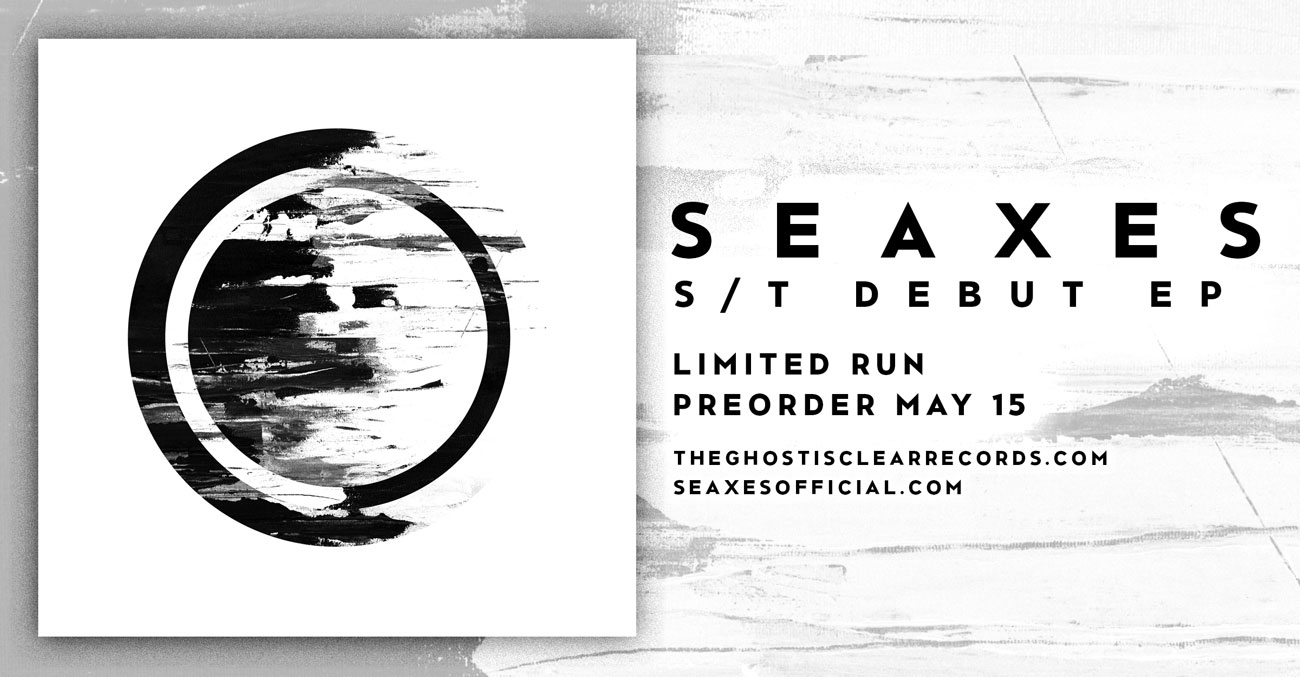 SEAXES
S/T DEBUT EP
LIMITED RUN
PREORDER MAY 15
THEGHOSTISCLEARRECORDS.COM
SEAXESOFFICIAL.COM